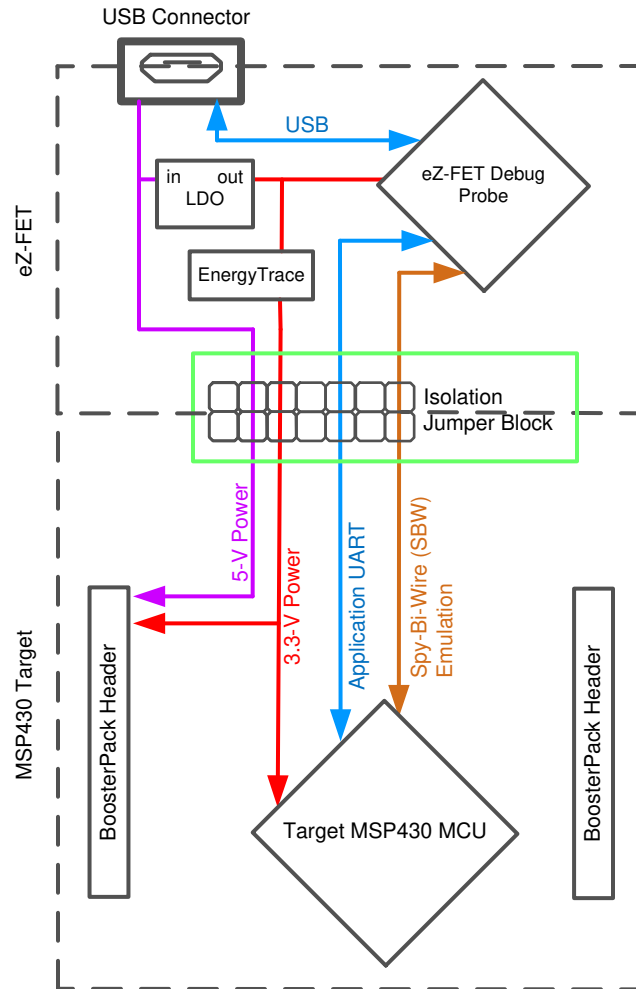 USB Connector
USB
in out
LDO
eZ-FET Debug
Probe
eZ-FET
EnergyTrace
Isolation
Jumper Block
5-V Power
3.3-V Power
Application UART
Spy-Bi-Wire (SBW)
Emulation
MSP430 Target
BoosterPack Header
Target MSP430 MCU
BoosterPack Header